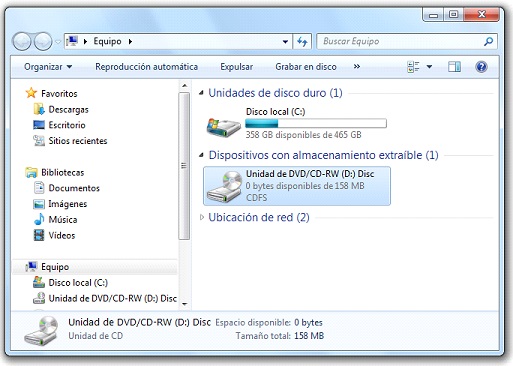 Equipo
Buscar Equipo
Organizar
Reproducción automática
Expulsar
Grabar en disco
»
Favoritos
Descargas
Escritorio
Sitios recientes
Bibliotecas
Documentos
Imágenes
Música
Vídeos
Equipo
Disco local (C:)
Unidad de DVD/CD-RW (D:) Disc
Unidades de disco duro (1)
Disco local (C:)
358 GB disponibles de 465 GB
Dispositivos con almacenamiento extraíble (1)
Unidad de DVD/CD-RW (D:) Disc
0 bytes disponibles de 158 MB
CDFS
Ubicación de red (2)
Unidad de DVD/CD-RW (D:) Disc Espacio disponible: 0 bytes
Unidad de CD Tamaño total: 158 MB